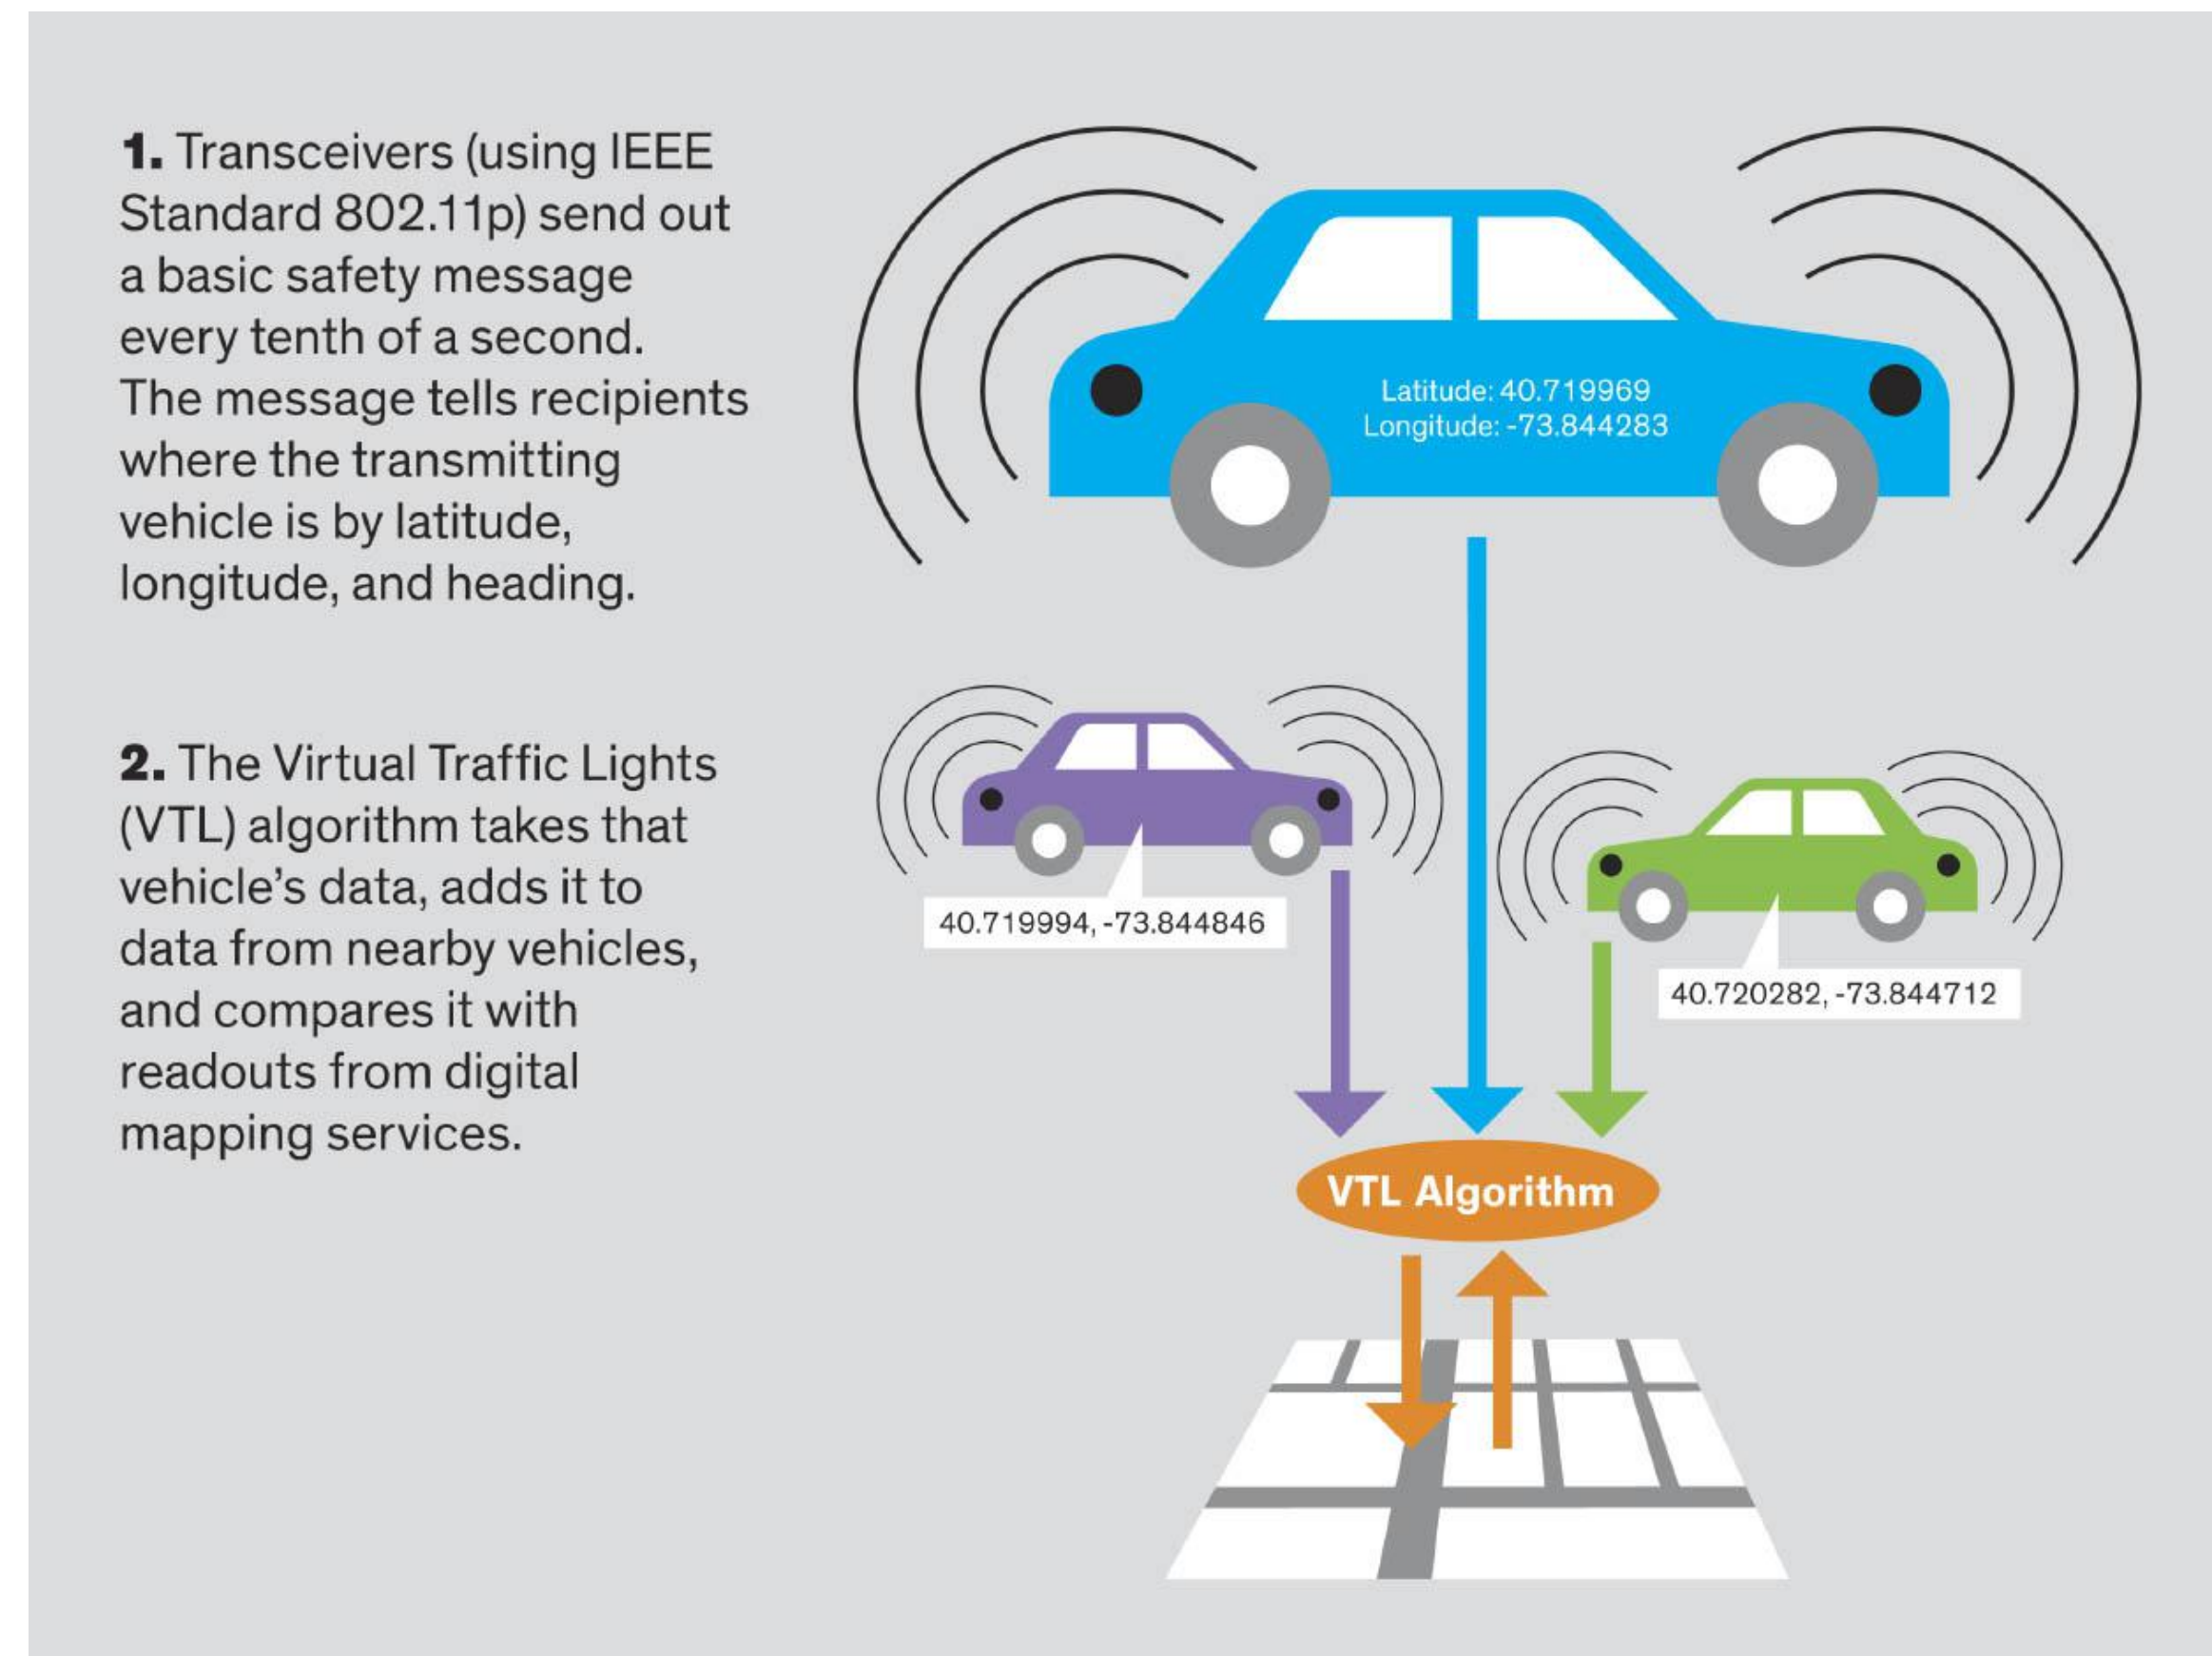 1. Transceivers (using IEEE
Standard 802.11p) send out
a basic safety message
every tenth of a second.
The message tells recipients
where the transmitting
vehicle is by latitude,
longitude, and heading.
Latitude: 40.719969
Longitude: -73.844283
2. The Virtual Traffic Lights
(VTL) algorithm takes that
vehicle's data, adds it to
data from nearby vehicles,
and compares it with
readouts from digital
mapping services.
40.719994, -73.844846
40.720282, -73.844712
VTL Algorithm